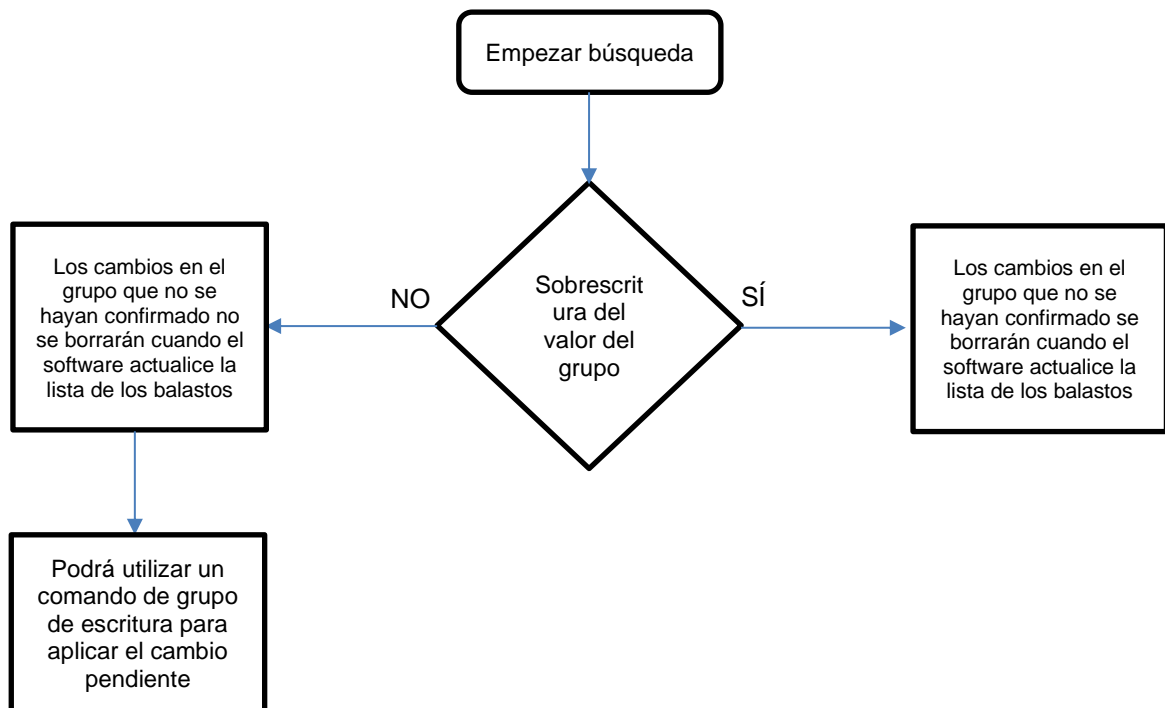 Empezar búsqueda
Los cambios en el
grupo que no se
hayan confirmado no
se borrarán cuando el
software actualice la
lista de los balastos
NO
Sobrescrit
ura del
valor del
grupo
SÍ
Los cambios en el
grupo que no se
hayan confirmado se
borrarán cuando el
software actualice la
lista de los balastos
Podrá utilizar un
comando de grupo
de escritura para
aplicar el cambio
pendiente